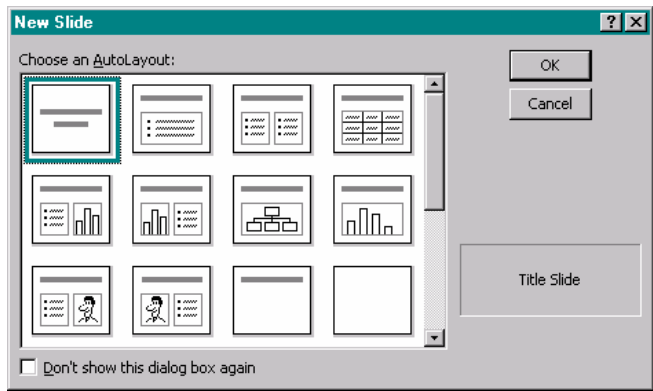 New Slide
Choose an AutoLayout:
OK
Cancel
Title Slide
Don't show this dialog box again